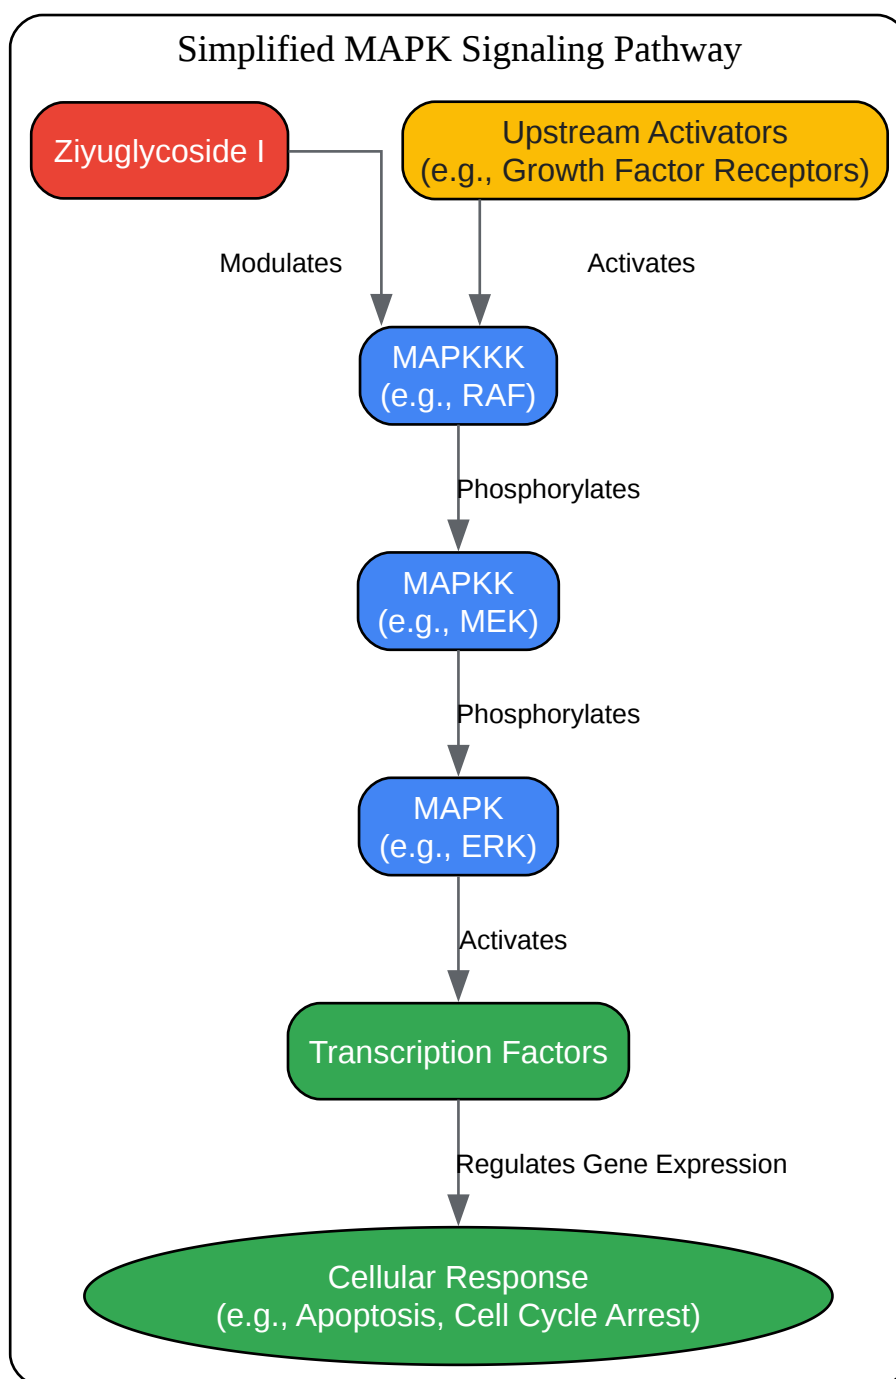 Simplified MAPK Signaling Pathway
Ziyuglycoside I
Upstream Activators
(e.g., Growth Factor Receptors)
Modulates
Activates
MAPKKK
(e.g., RAF)
Phosphorylates
MAPKK
(e.g., MEK)
Phosphorylates
MAPK
(e.g., ERK)
Activates
Transcription Factors
Regulates Gene Expression
Cellular Response
(e.g., Apoptosis, Cell Cycle Arrest)